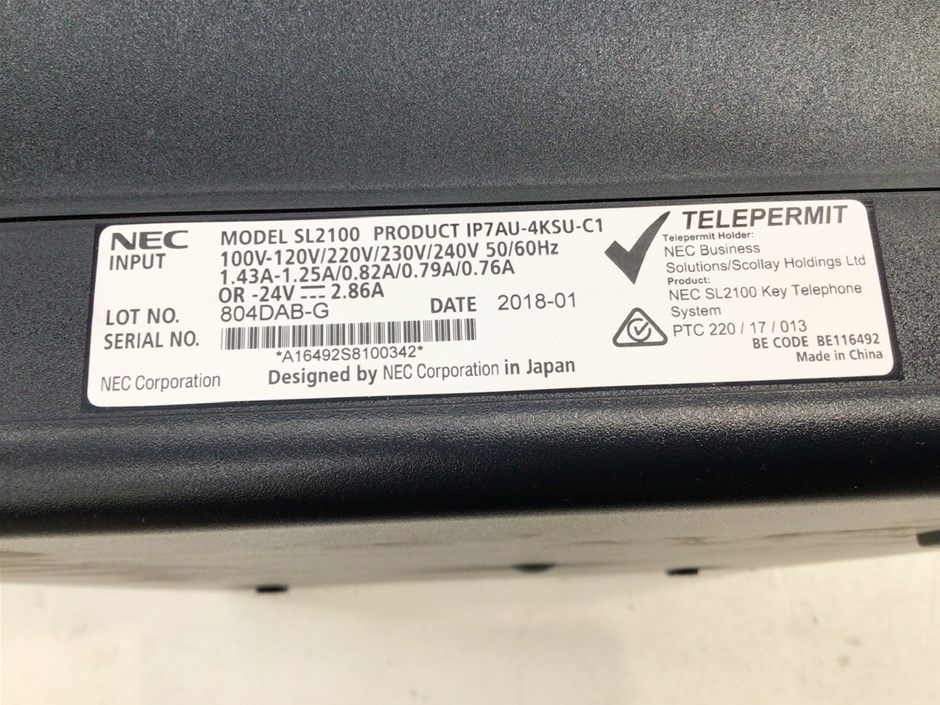 NEC MODEL SL2100 PRODUCT IP7AU-4KSU-C1
INPUT 100V-120V/220V/230V/240V 50/60Hz
1.43A-1.25A/0.82A/0.79A/0.76A
OR -24V ⎓ 2.86A
LOT NO. 804DAB-G DATE 2018-01
SERIAL NO.
*A16492S8100342*
NEC Corporation Designed by NEC Corporation in Japan
TELEPERMIT
Telepermit Holder:
NEC Business
Solutions/Scollay Holdings Ltd
Product:
NEC SL2100 Key Telephone
System
PTC 220 / 17 / 013
BE CODE BE116492
Made in China